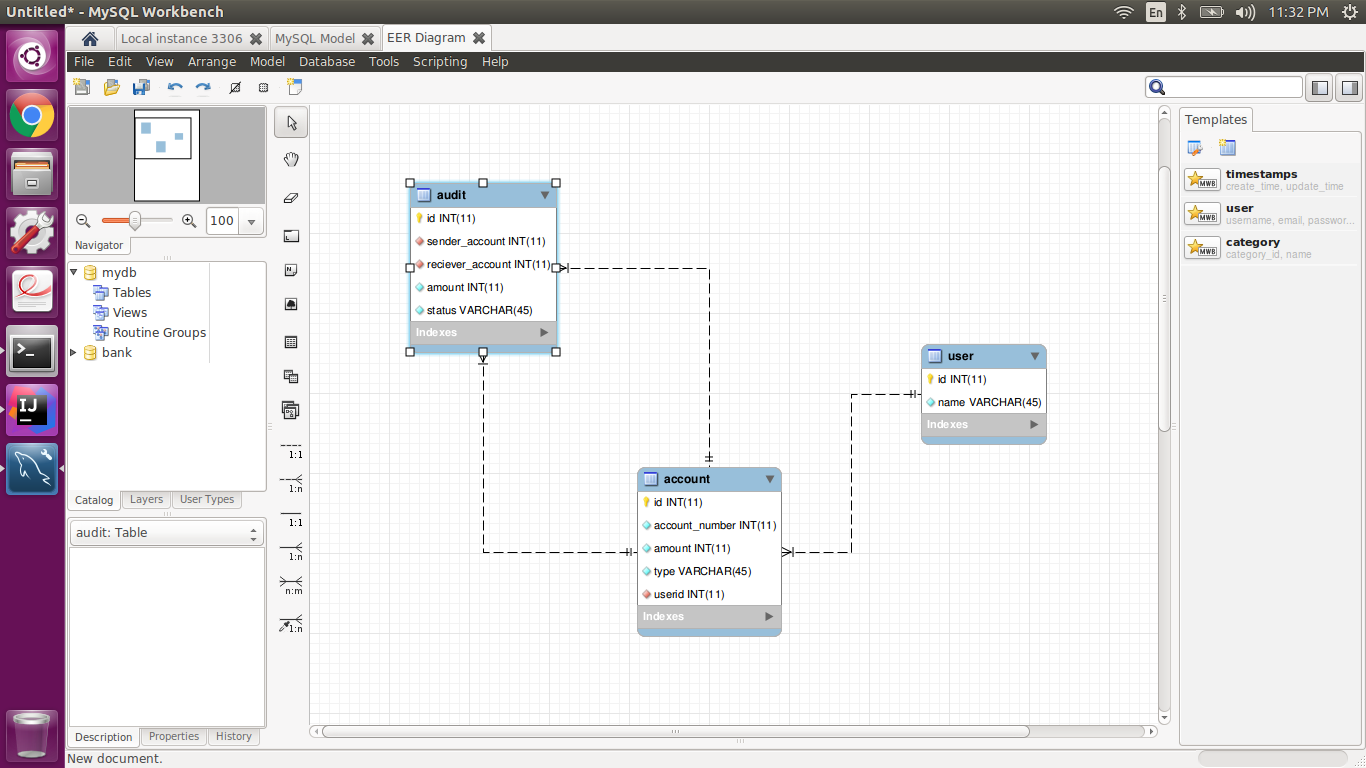 Untitled* - MySQL Workbench
En
11:32 PM
Local instance 3306
MySQL Model
EER Diagram
File Edit View Arrange Model Database Tools Scripting Help
100
Navigator
mydb
Tables
Views
Routine Groups
bank
Catalog Layers User Types
audit: Table
Description Properties History
New document.
1:1
1:n
1:1
1:n
n:m
1:n
audit
id INT(11)
sender_account INT(11)
reciever_account INT(11)
amount INT(11)
status VARCHAR(45)
Indexes
account
id INT(11)
account_number INT(11)
amount INT(11)
type VARCHAR(45)
userid INT(11)
Indexes
user
id INT(11)
name VARCHAR(45)
Indexes
Templates
MWB
timestamps
create_time, update_time
MWB
user
username, email, passwor...
MWB
category
category_id, name
IJ